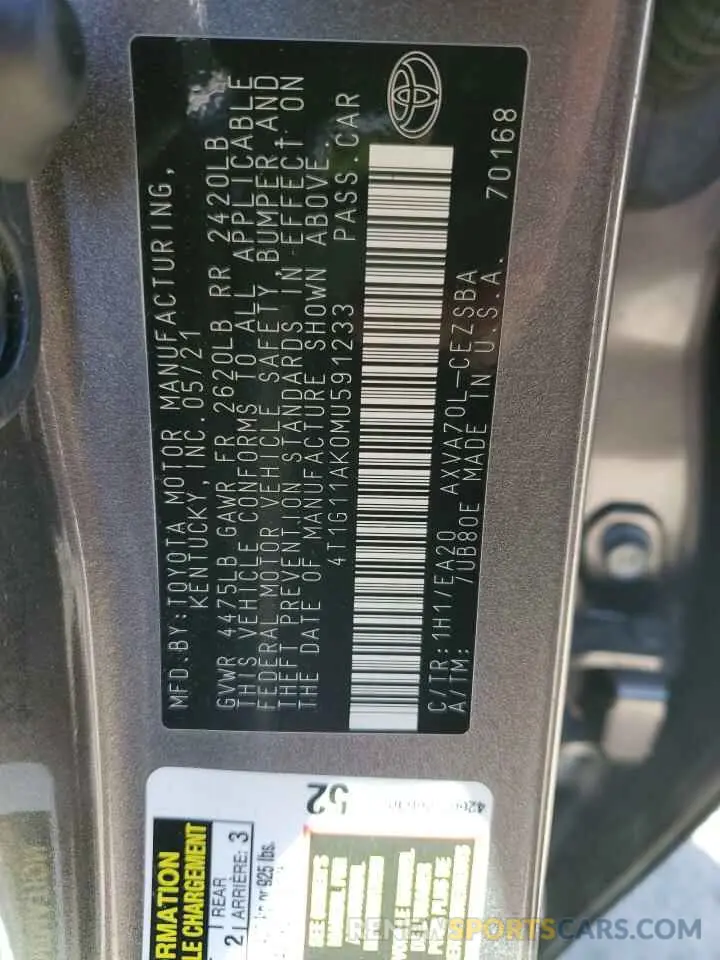 MFD.BY:TOYOTA MOTOR MANUFACTURING,
KENTUCKY, INC. 05/21
GVWR 4475LB GAWR FR 2620LB RR 2420LB
THIS VEHICLE CONFORMS TO ALL APPLICABLE
FEDERAL MOTOR VEHICLE SAFETY, BUMPER, AND
THEFT PREVENTION STANDARDS IN EFFECT ON
THE DATE OF MANUFACTURE SHOWN ABOVE.
4T1G11AK0MU591233 PASS.CAR
C/TR: 1H1/EA20 AXVA70L-CEZSBA
A/TM: /UB80E MADE IN U.S.A. 70168
RMATION
LE CHARGEMENT
REAR
2 ARRIÈRE: 3
or 925 lbs.
52
RENEWSPORTSCARS.COM